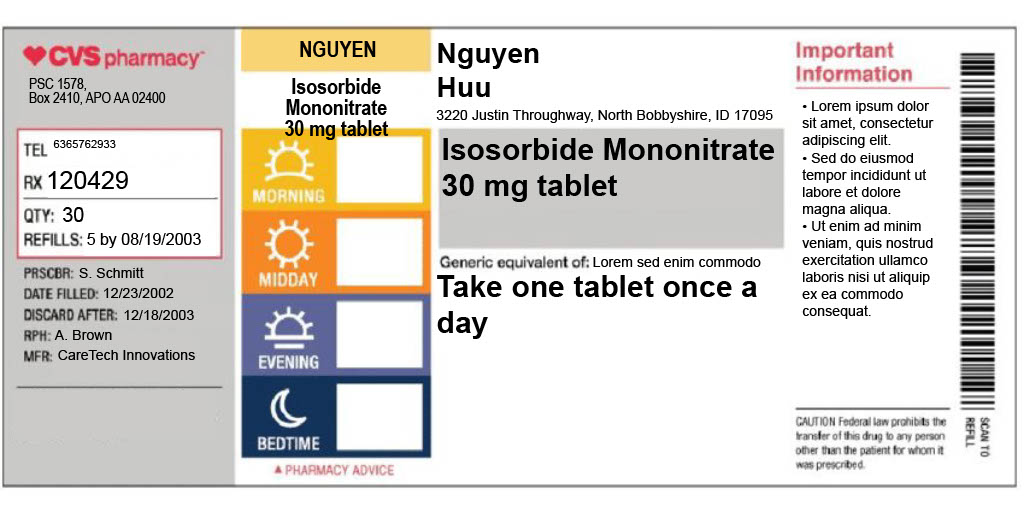 CVS pharmacy
PSC 1578,
Box 2410, APO AA 02400
TEL 6365762933
RX 120429
QTY: 30
REFILLS: 5 by 08/19/2003
PRSCBR: S. Schmitt
DATE FILLED: 12/23/2002
DISCARD AFTER: 12/18/2003
RPH: A. Brown
MFR: CareTech Innovations
NGUYEN
Isosorbide
Mononitrate
30 mg tablet
MORNING
MIDDAY
EVENING
BEDTIME
▲ PHARMACY ADVICE
Nguyen
Huu
3220 Justin Throughway, North Bobbyshire, ID 17095
Isosorbide Mononitrate
30 mg tablet
Generic equivalent of: Lorem sed enim commodo
Take one tablet once a
day
Important
Information
• Lorem ipsum dolor
sit amet, consectetur
adipiscing elit.
• Sed do eiusmod
tempor incididunt ut
labore et dolore
magna aliqua.
• Ut enim ad minim
veniam, quis nostrud
exercitation ullamco
laboris nisi ut aliquip
ex ea commodo
consequat.
CAUTION Federal law prohibits the
transfer of this drug to any person
other than the patient for whom it
was prescribed.
SCAN TO
REFILL